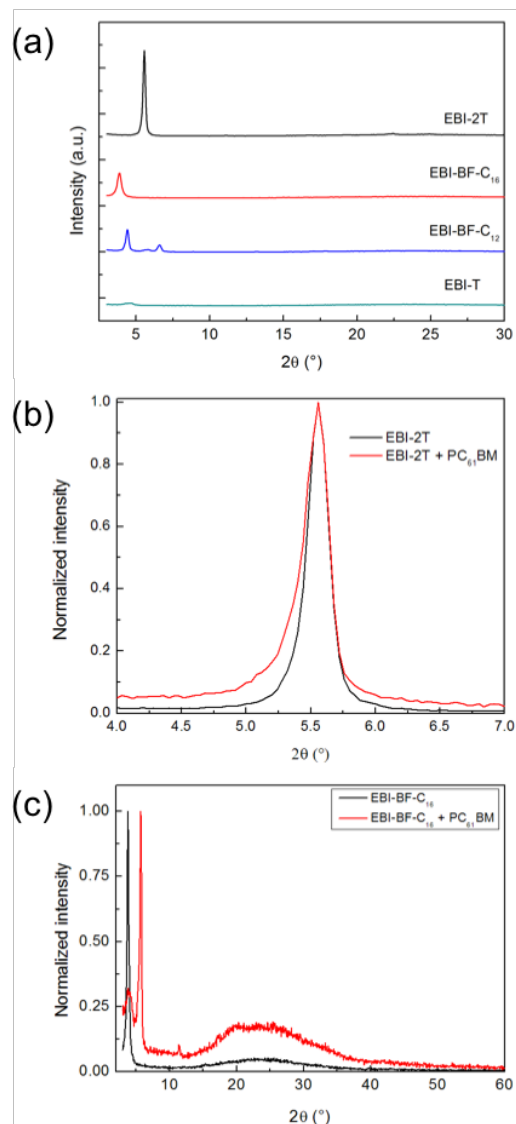 (a)
Intensity (a.u.)
EBI-2T
EBI-BF-C₁₆
EBI-BF-C₁₂
EBI-T
5 10 15 20 25 30
2θ (°)
(b)
Normalized intensity
1.0
0.8
0.6
0.4
0.2
0.0
EBI-2T
EBI-2T + PC₆₁BM
4.0 4.5 5.0 5.5 6.0 6.5 7.0
2θ (°)
(c)
Normalized intensity
1.00
0.75
0.50
0.25
0.00
EBI-BF-C₁₆
EBI-BF-C₁₆ + PC₆₁BM
10 20 30 40 50 60
2θ (°)